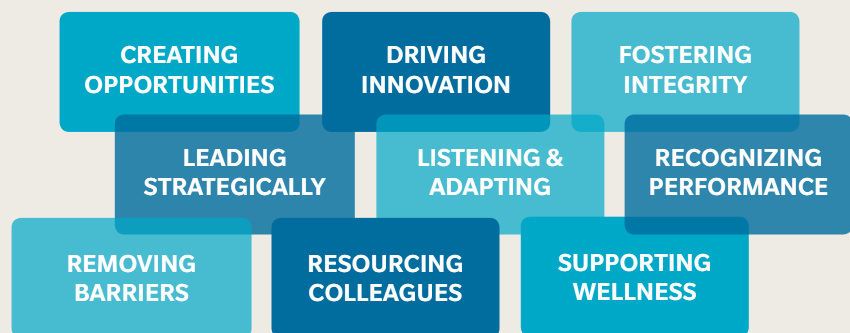 CREATING
OPPORTUNITIES
DRIVING
INNOVATION
FOSTERING
INTEGRITY
LEADING
STRATEGICALLY
LISTENING &
ADAPTING
RECOGNIZING
PERFORMANCE
REMOVING
BARRIERS
RESOURCING
COLLEAGUES
SUPPORTING
WELLNESS